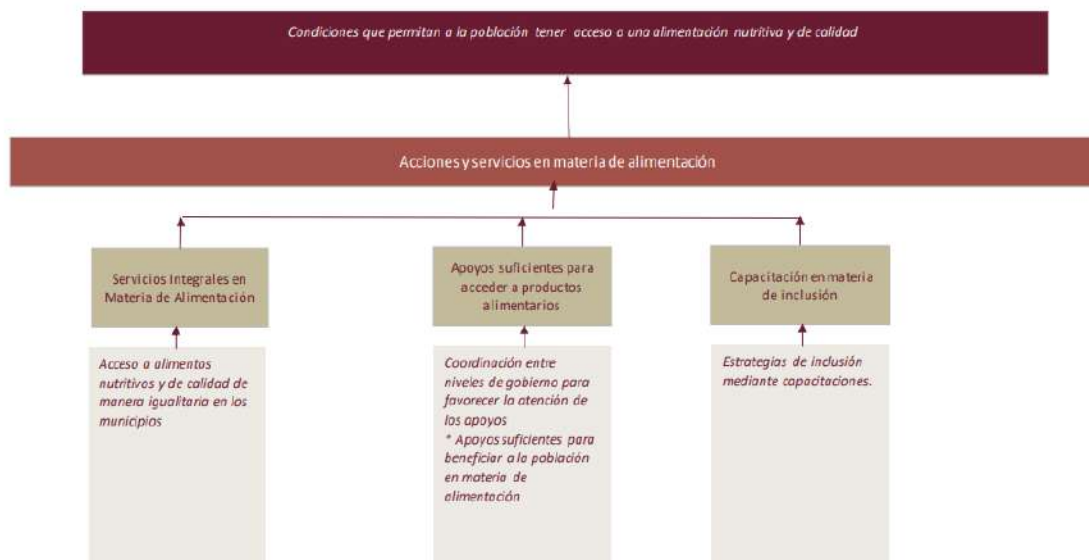 Condiciones que permitan a la población tener acceso a una alimentación nutritiva y de calidad
Acciones y servicios en materia de alimentación
Servicios Integrales en
Materia de Alimentación
Apoyos suficientes para
acceder a productos
alimentarios
Capacitación en materia
de inclusión
Acceso a alimentos
nutritivos y de calidad de
manera igualitaria en los
municipios
Coordinación entre
niveles de gobierno para
favorecer la atención de
los apoyos
* Apoyos suficientes para
beneficiar a la población
en materia de
alimentación
Estrategias de inclusión
mediante capacitaciones.